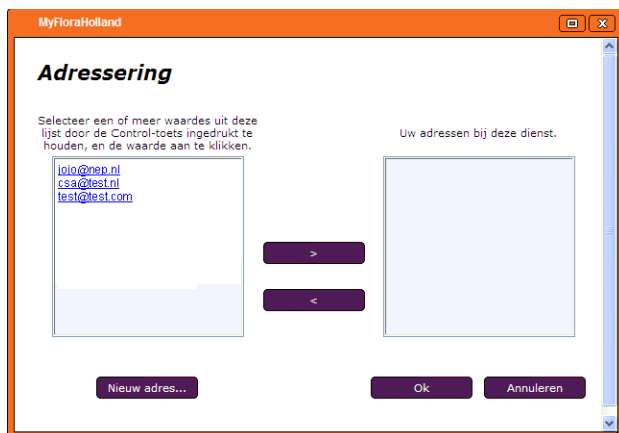 MyFloraHolland
Adressering
Selecteer een of meer waardes uit deze
lijst door de Control-toets ingedrukt te
houden, en de waarde aan te klikken.
Uw adressen bij deze dienst.
jojo@nep.nl
csa@test.nl
test@test.com
>
<
Nieuw adres...
Ok
Annuleren